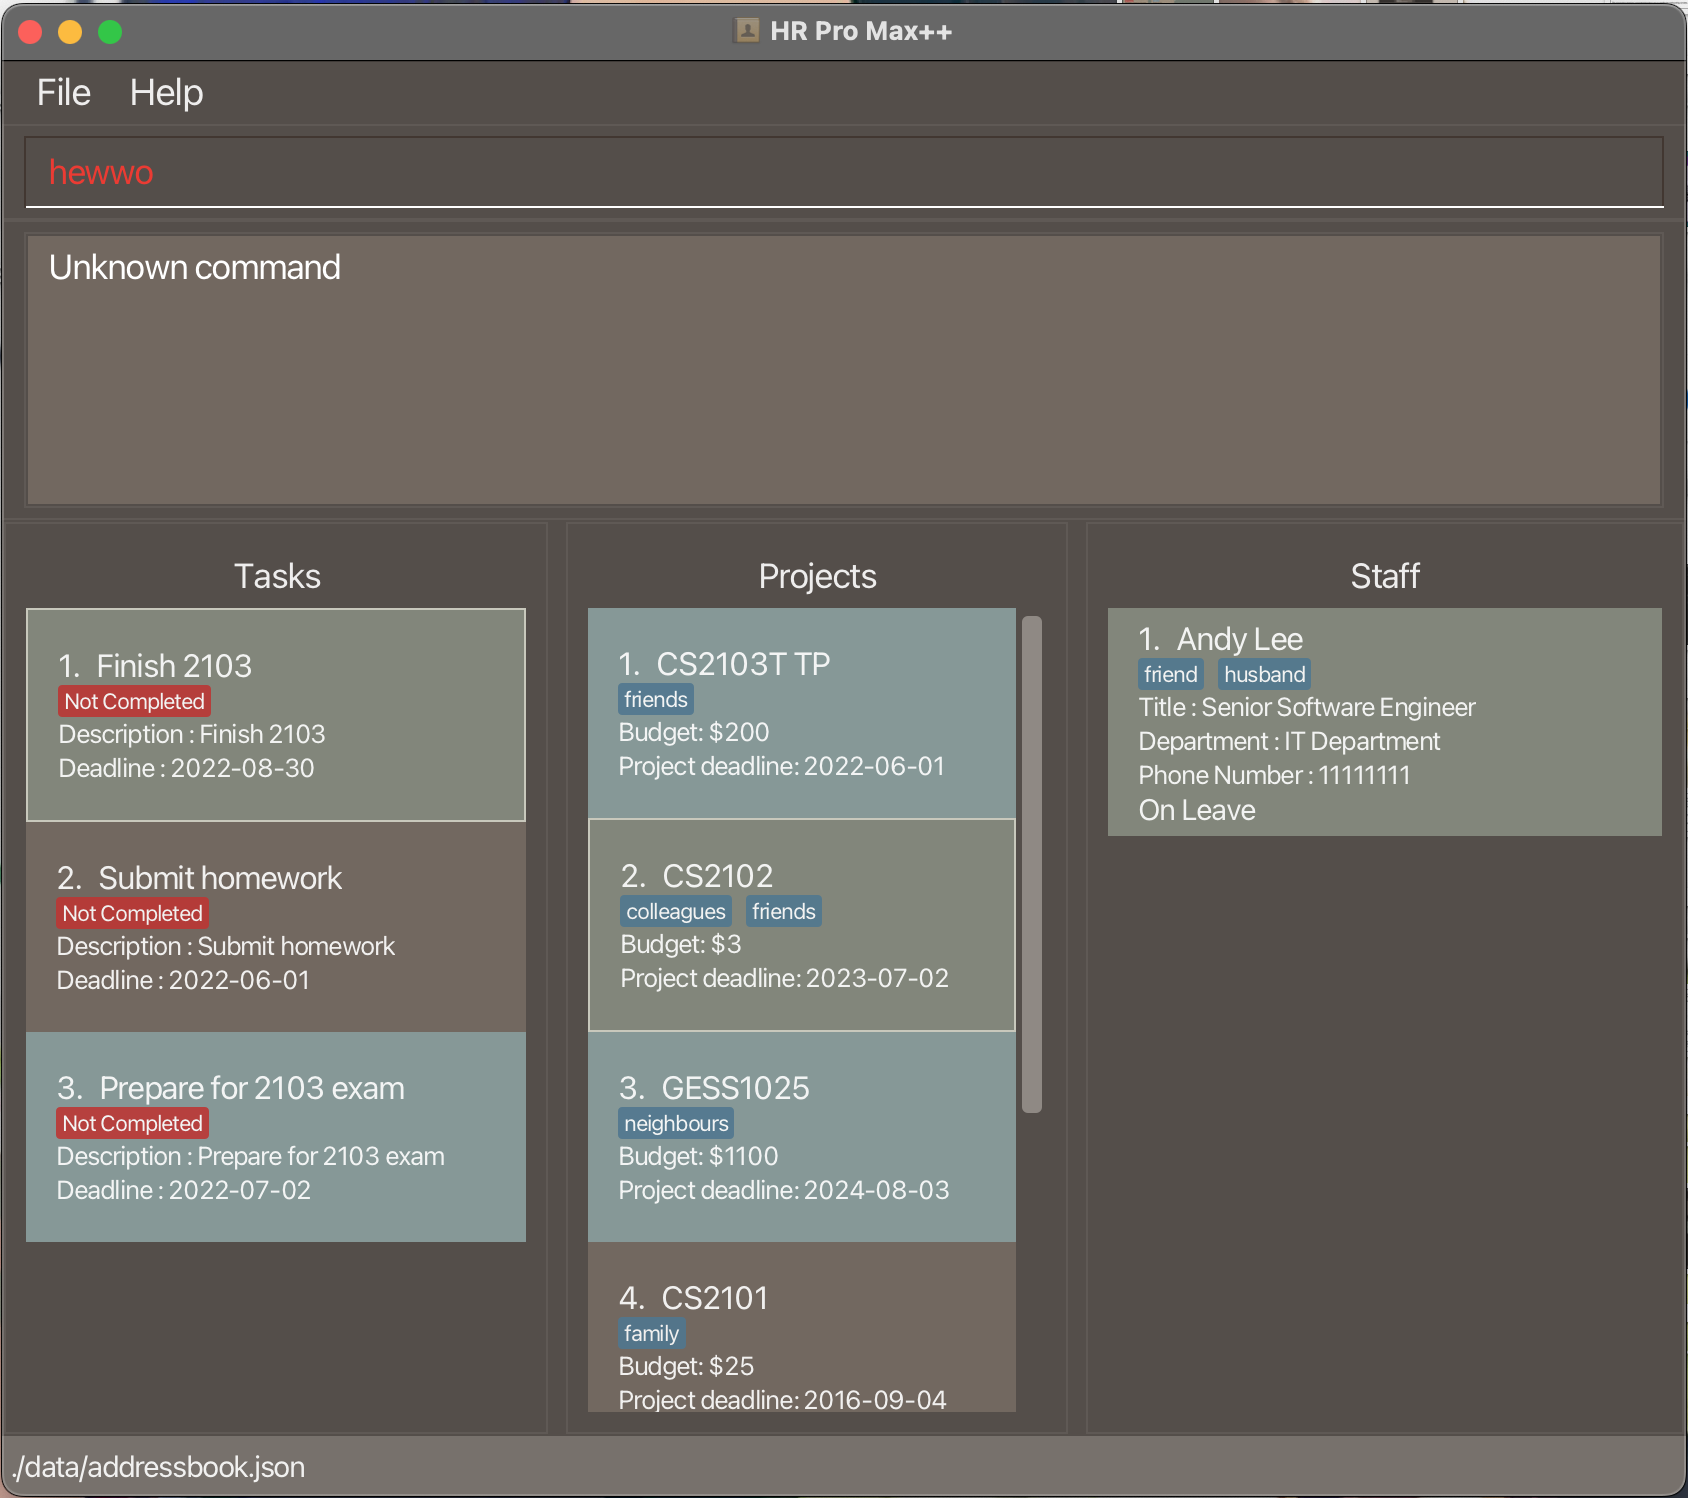 HR Pro Max++
File Help
hewwo
Unknown command
Tasks
1. Finish 2103
Not Completed
Description : Finish 2103
Deadline : 2022-08-30
2. Submit homework
Not Completed
Description : Submit homework
Deadline : 2022-06-01
3. Prepare for 2103 exam
Not Completed
Description : Prepare for 2103 exam
Deadline : 2022-07-02
Projects
1. CS2103T TP
friends
Budget: $200
Project deadline: 2022-06-01
2. CS2102
colleagues friends
Budget: $3
Project deadline: 2023-07-02
3. GESS1025
neighbours
Budget: $1100
Project deadline: 2024-08-03
4. CS2101
family
Budget: $25
Project deadline: 2016-09-04
Staff
1. Andy Lee
friend husband
Title : Senior Software Engineer
Department : IT Department
Phone Number : 11111111
On Leave
./data/addressbook.json